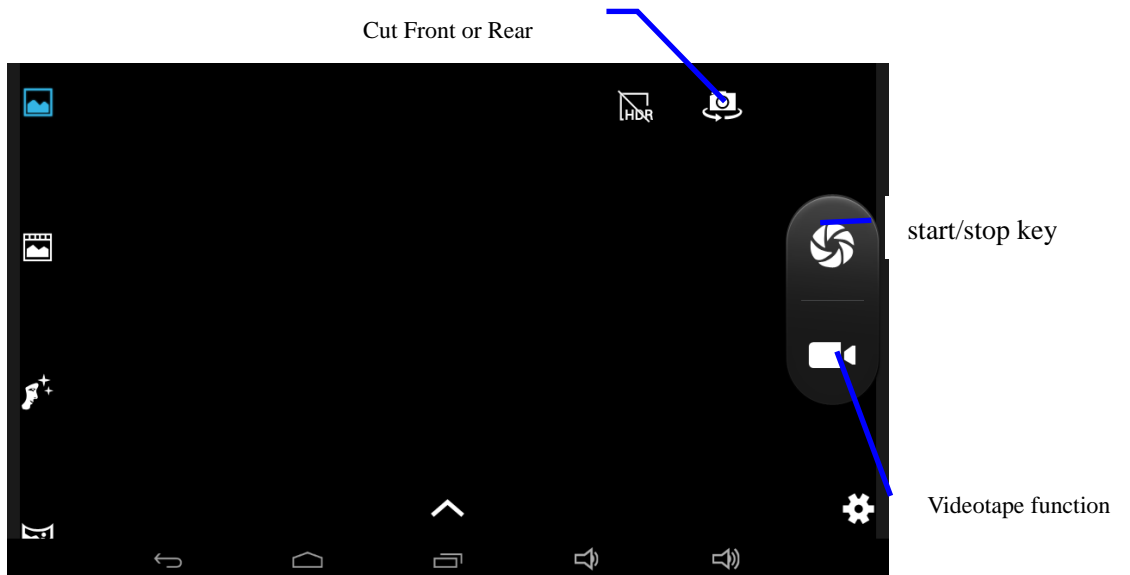 Cut Front or Rear
HDR
start/stop key
Videotape function